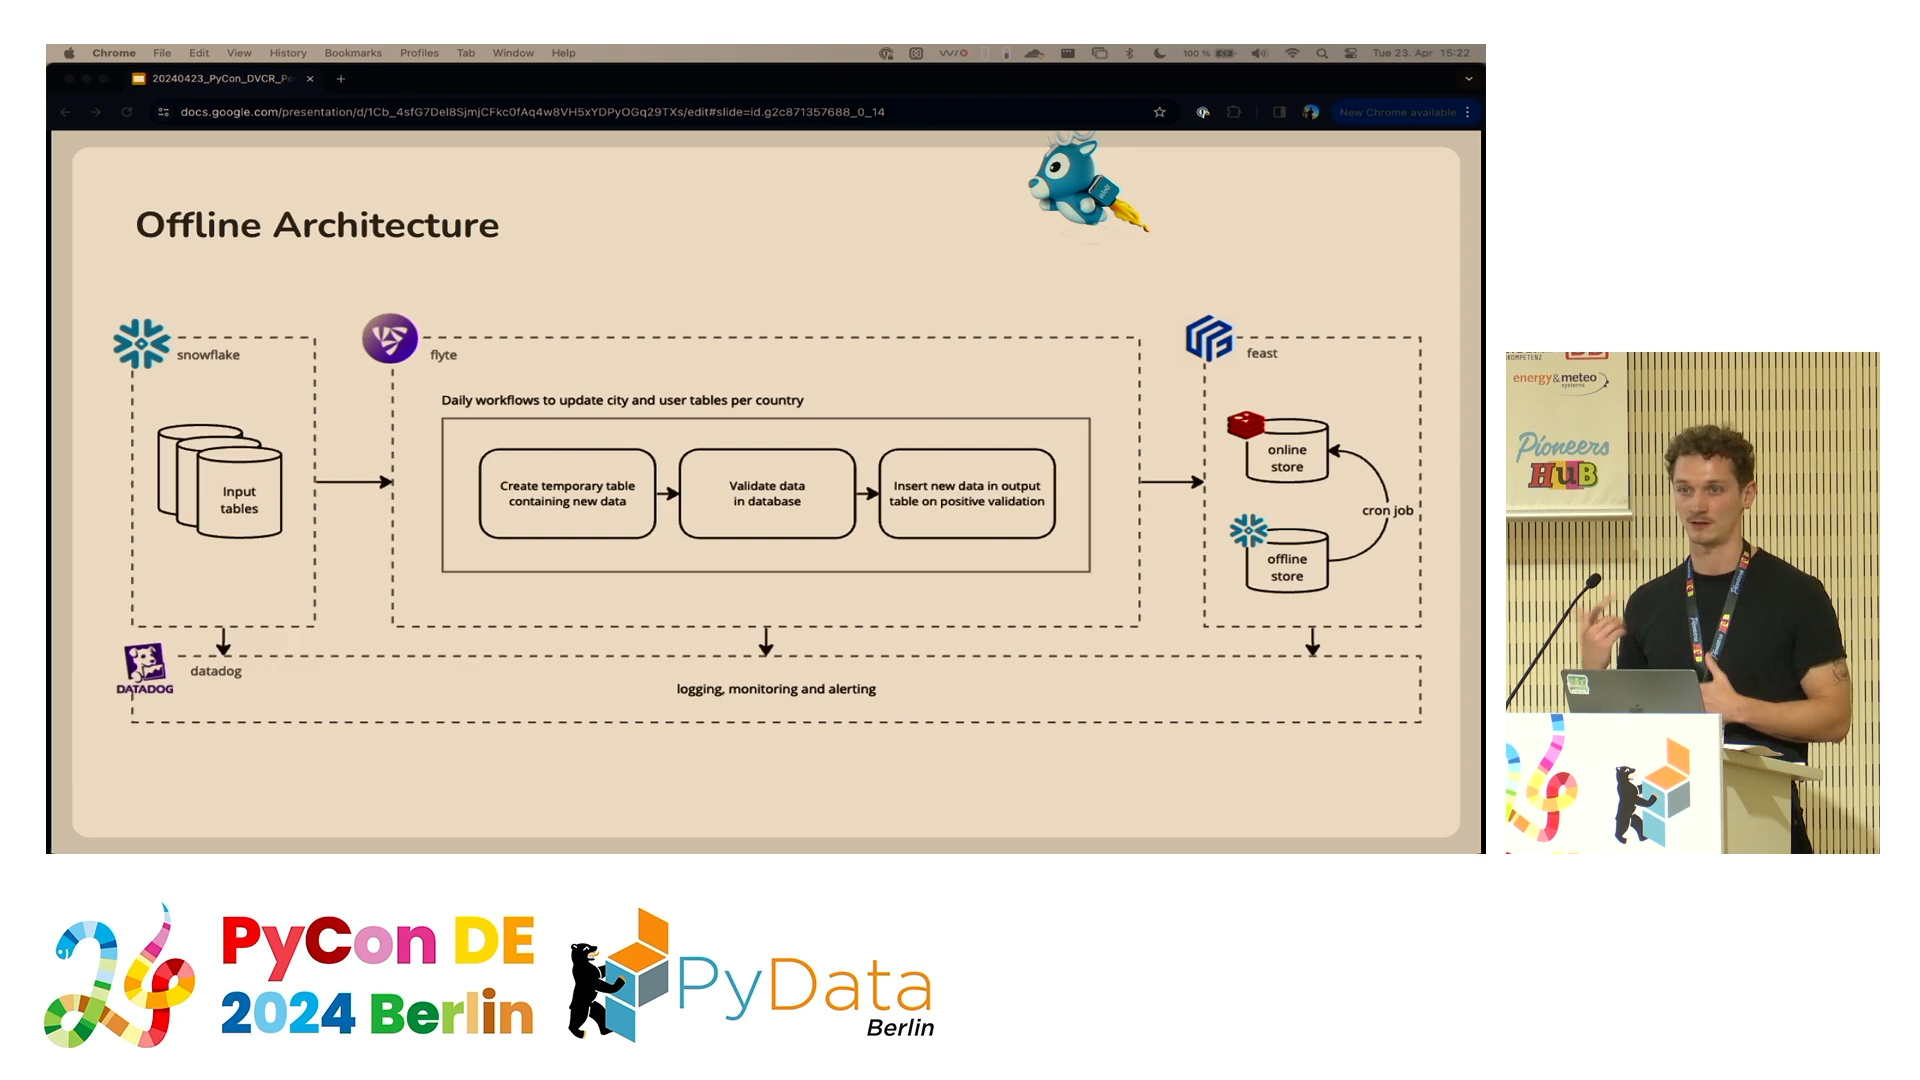 Chrome File Edit View History Bookmarks Profiles Tab Window Help
100 % Tue 23. Apr 15:22
20240423_PyCon_DVCR_Pe
docs.google.com/presentation/d/1Cb_4sfG7Del8SjmjCFkc0fAq4w8VH5xYDPyOGq29TXs/edit#slide=id.g2c871357688_0_14
New Chrome available
Offline Architecture
snowflake
flyte
feast
Daily workflows to update city and user tables per country
Input
tables
Create temporary table
containing new data
Validate data
in database
Insert new data in output
table on positive validation
online
store
cron job
offline
store
DATADOG
datadog
logging, monitoring and alerting
energy&meteo
systems
Pioneers
HuB
PyCon DE
2024 Berlin
PyData
Berlin